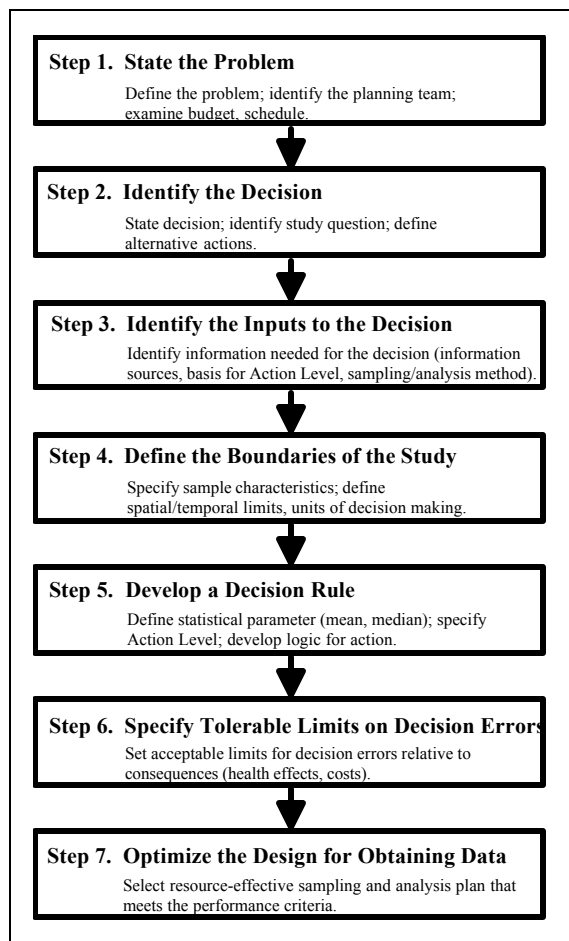 Step 1. State the Problem
Define the problem; identify the planning team;
examine budget, schedule.
Step 2. Identify the Decision
State decision; identify study question; define
alternative actions.
Step 3. Identify the Inputs to the Decision
Identify information needed for the decision (information
sources, basis for Action Level, sampling/analysis method).
Step 4. Define the Boundaries of the Study
Specify sample characteristics; define
spatial/temporal limits, units of decision making.
Step 5. Develop a Decision Rule
Define statistical parameter (mean, median); specify
Action Level; develop logic for action.
Step 6. Specify Tolerable Limits on Decision Errors
Set acceptable limits for decision errors relative to
consequences (health effects, costs).
Step 7. Optimize the Design for Obtaining Data
Select resource-effective sampling and analysis plan that
meets the performance criteria.